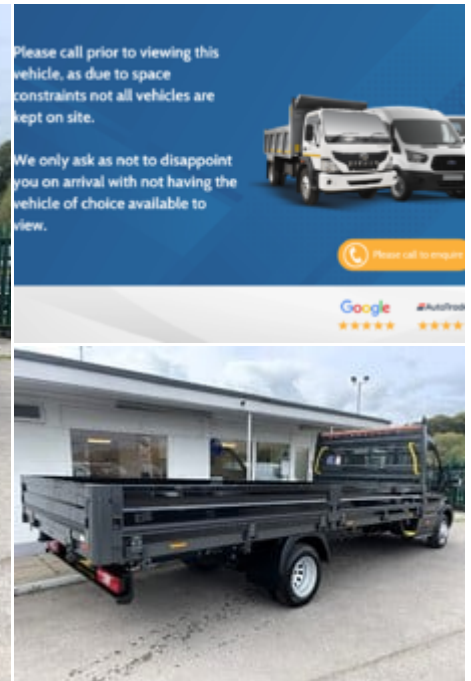 Please call prior to viewing this
vehicle, as due to space
constraints not all vehicles are
kept on site.
We only ask as not to disappoint
you on arrival with not having the
vehicle of choice available to
view.
Please call to enquire
Google
AutoTrade